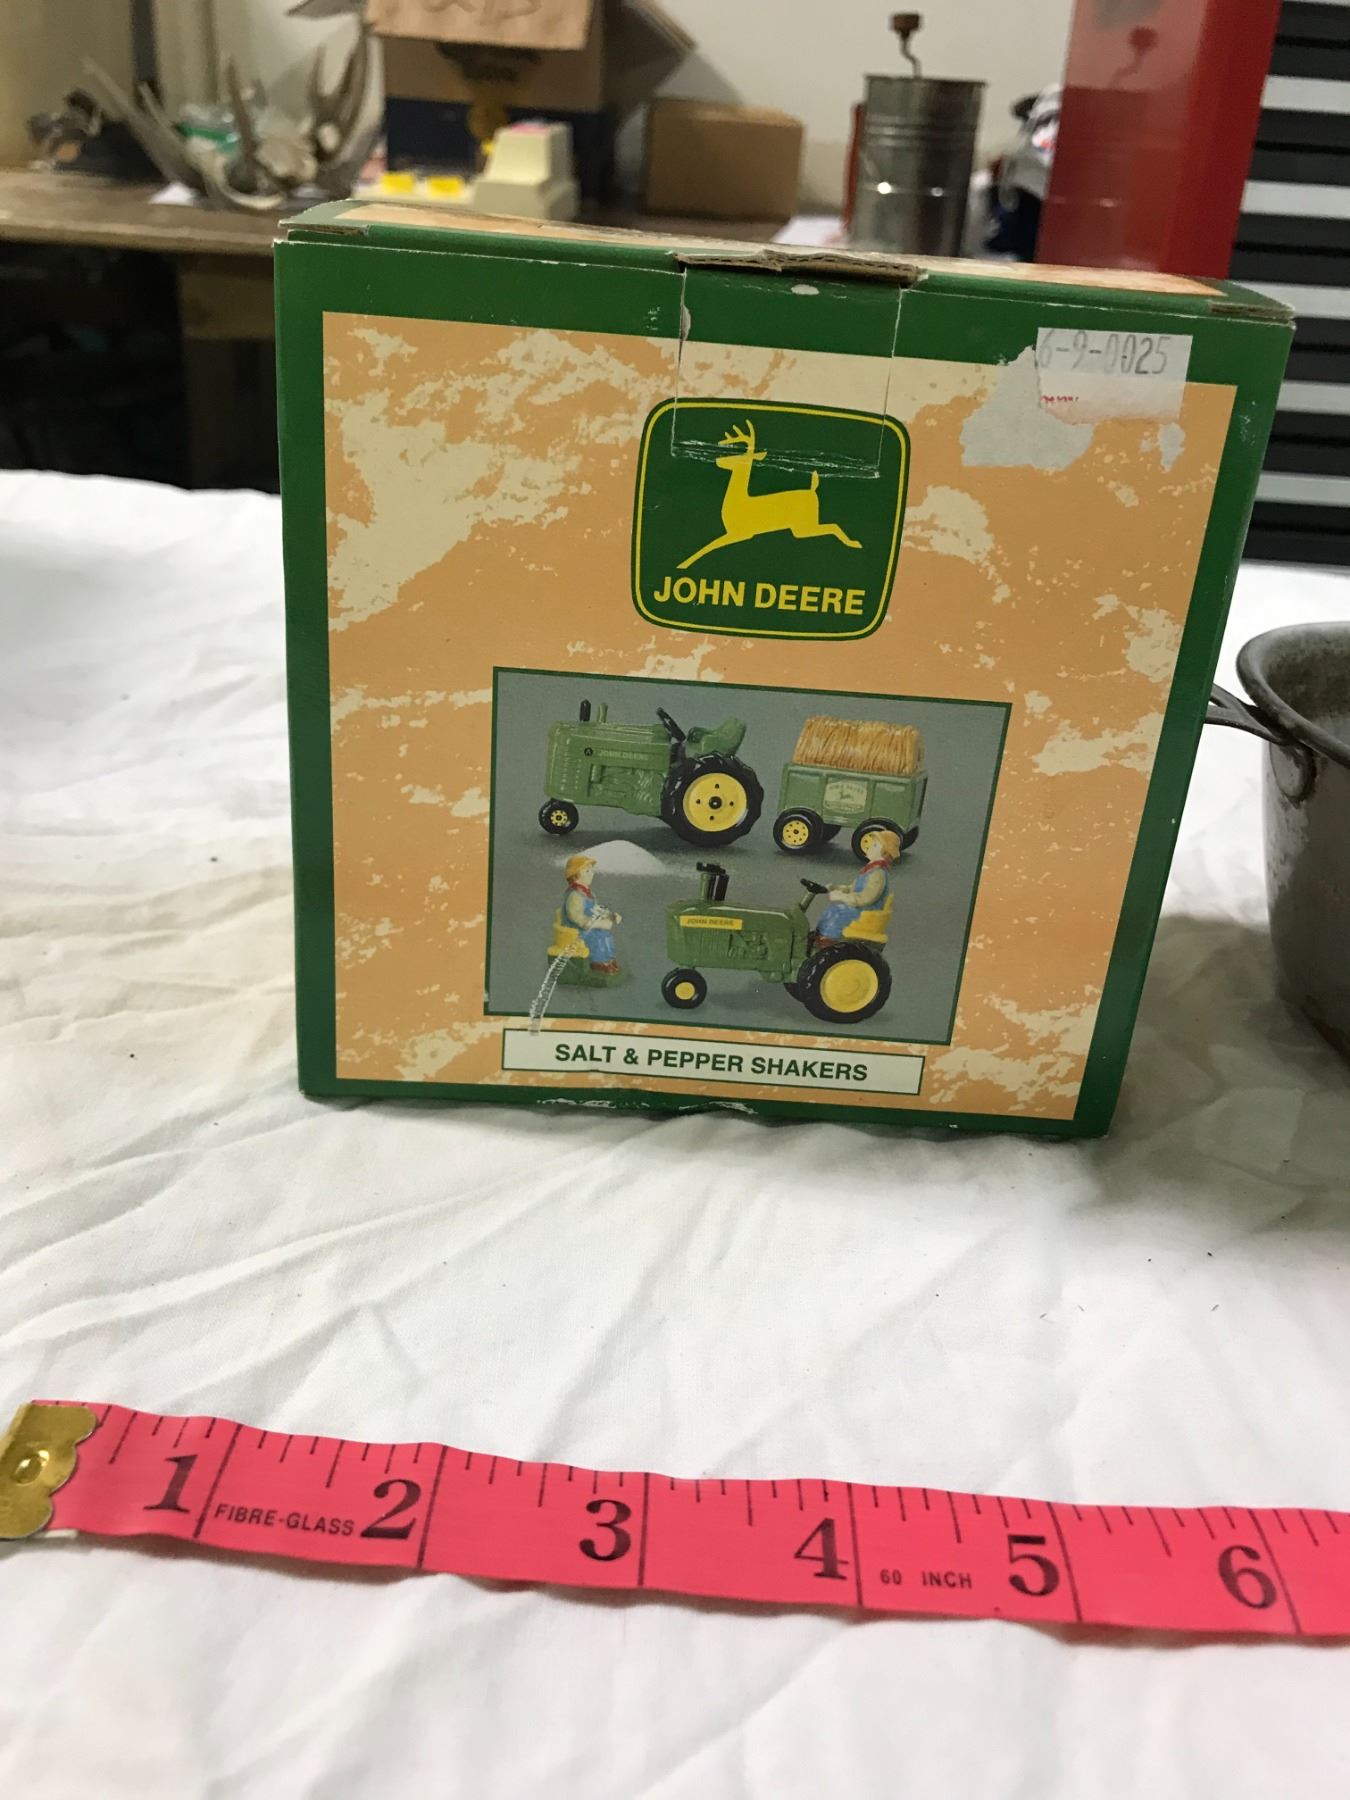 6-9-0025
JOHN DEERE
JOHN DEERE
JOHN DEERE
SALT & PEPPER SHAKERS
1 2 3 4 5 6
FIBRE-GLASS
60 INCH